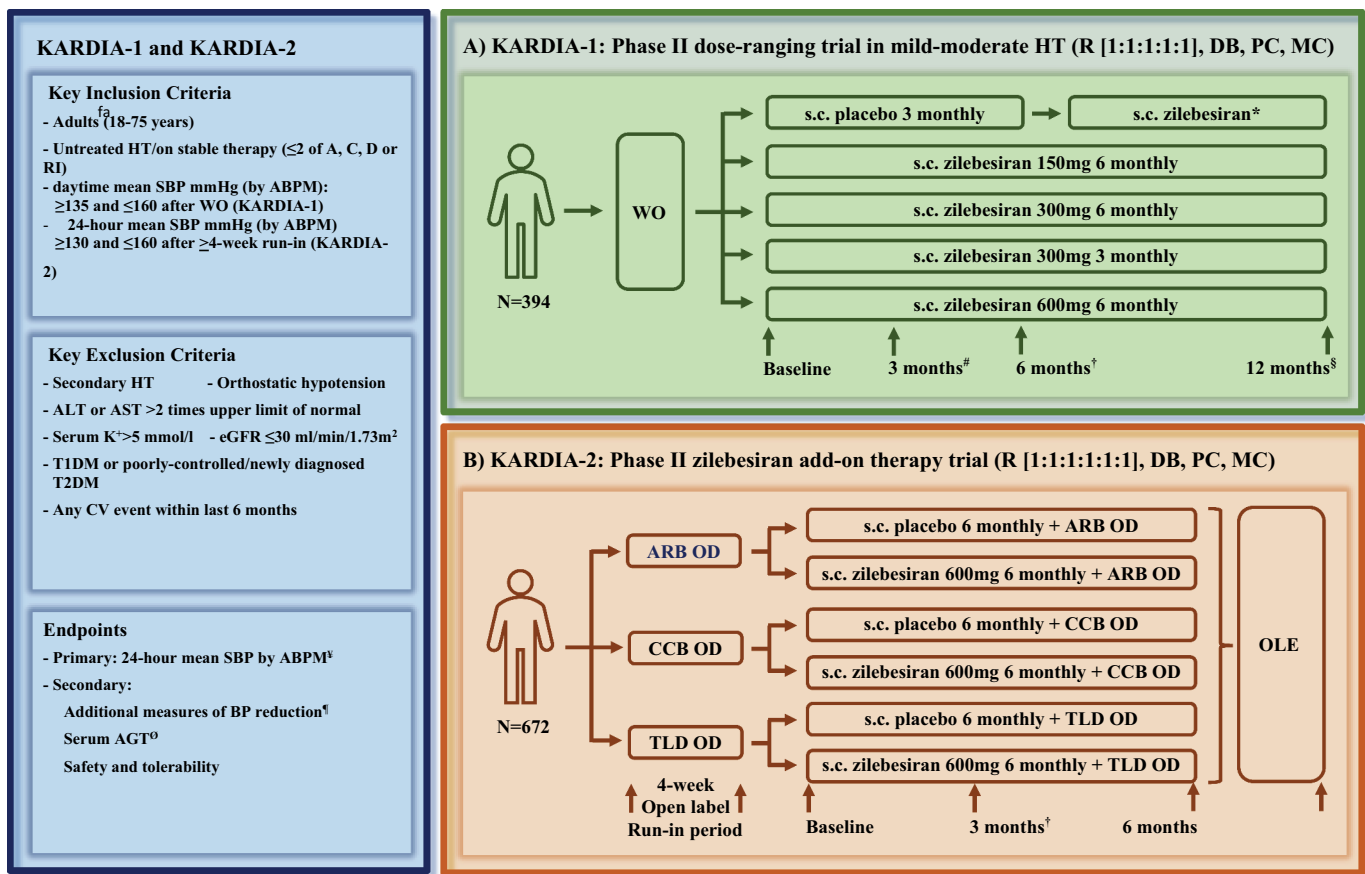 KARDIA-1 and KARDIA-2
Key Inclusion Criteria
fa
- Adults (18-75 years)
- Untreated HT/on stable therapy (≤2 of A, C, D or
RI)
- daytime mean SBP mmHg (by ABPM):
≥135 and ≤160 after WO (KARDIA-1)
- 24-hour mean SBP mmHg (by ABPM)
≥130 and ≤160 after ≥4-week run-in (KARDIA-
2)
Key Exclusion Criteria
- Secondary HT - Orthostatic hypotension
- ALT or AST >2 times upper limit of normal
- Serum K⁺>5 mmol/l - eGFR ≤30 ml/min/1.73m²
- T1DM or poorly-controlled/newly diagnosed
T2DM
- Any CV event within last 6 months
Endpoints
- Primary: 24-hour mean SBP by ABPM¥
- Secondary:
Additional measures of BP reduction¶
Serum AGTØ
Safety and tolerability
A) KARDIA-1: Phase II dose-ranging trial in mild-moderate HT (R [1:1:1:1:1], DB, PC, MC)
N=394
WO
s.c. placebo 3 monthly
s.c. zilebesiran*
s.c. zilebesiran 150mg 6 monthly
s.c. zilebesiran 300mg 6 monthly
s.c. zilebesiran 300mg 3 monthly
s.c. zilebesiran 600mg 6 monthly
Baseline
3 months#
6 months†
12 months§
B) KARDIA-2: Phase II zilebesiran add-on therapy trial (R [1:1:1:1:1:1], DB, PC, MC)
N=672
ARB OD
CCB OD
TLD OD
s.c. placebo 6 monthly + ARB OD
s.c. zilebesiran 600mg 6 monthly + ARB OD
s.c. placebo 6 monthly + CCB OD
s.c. zilebesiran 600mg 6 monthly + CCB OD
s.c. placebo 6 monthly + TLD OD
s.c. zilebesiran 600mg 6 monthly + TLD OD
OLE
4-week
Open label
Run-in period
Baseline
3 months†
6 months